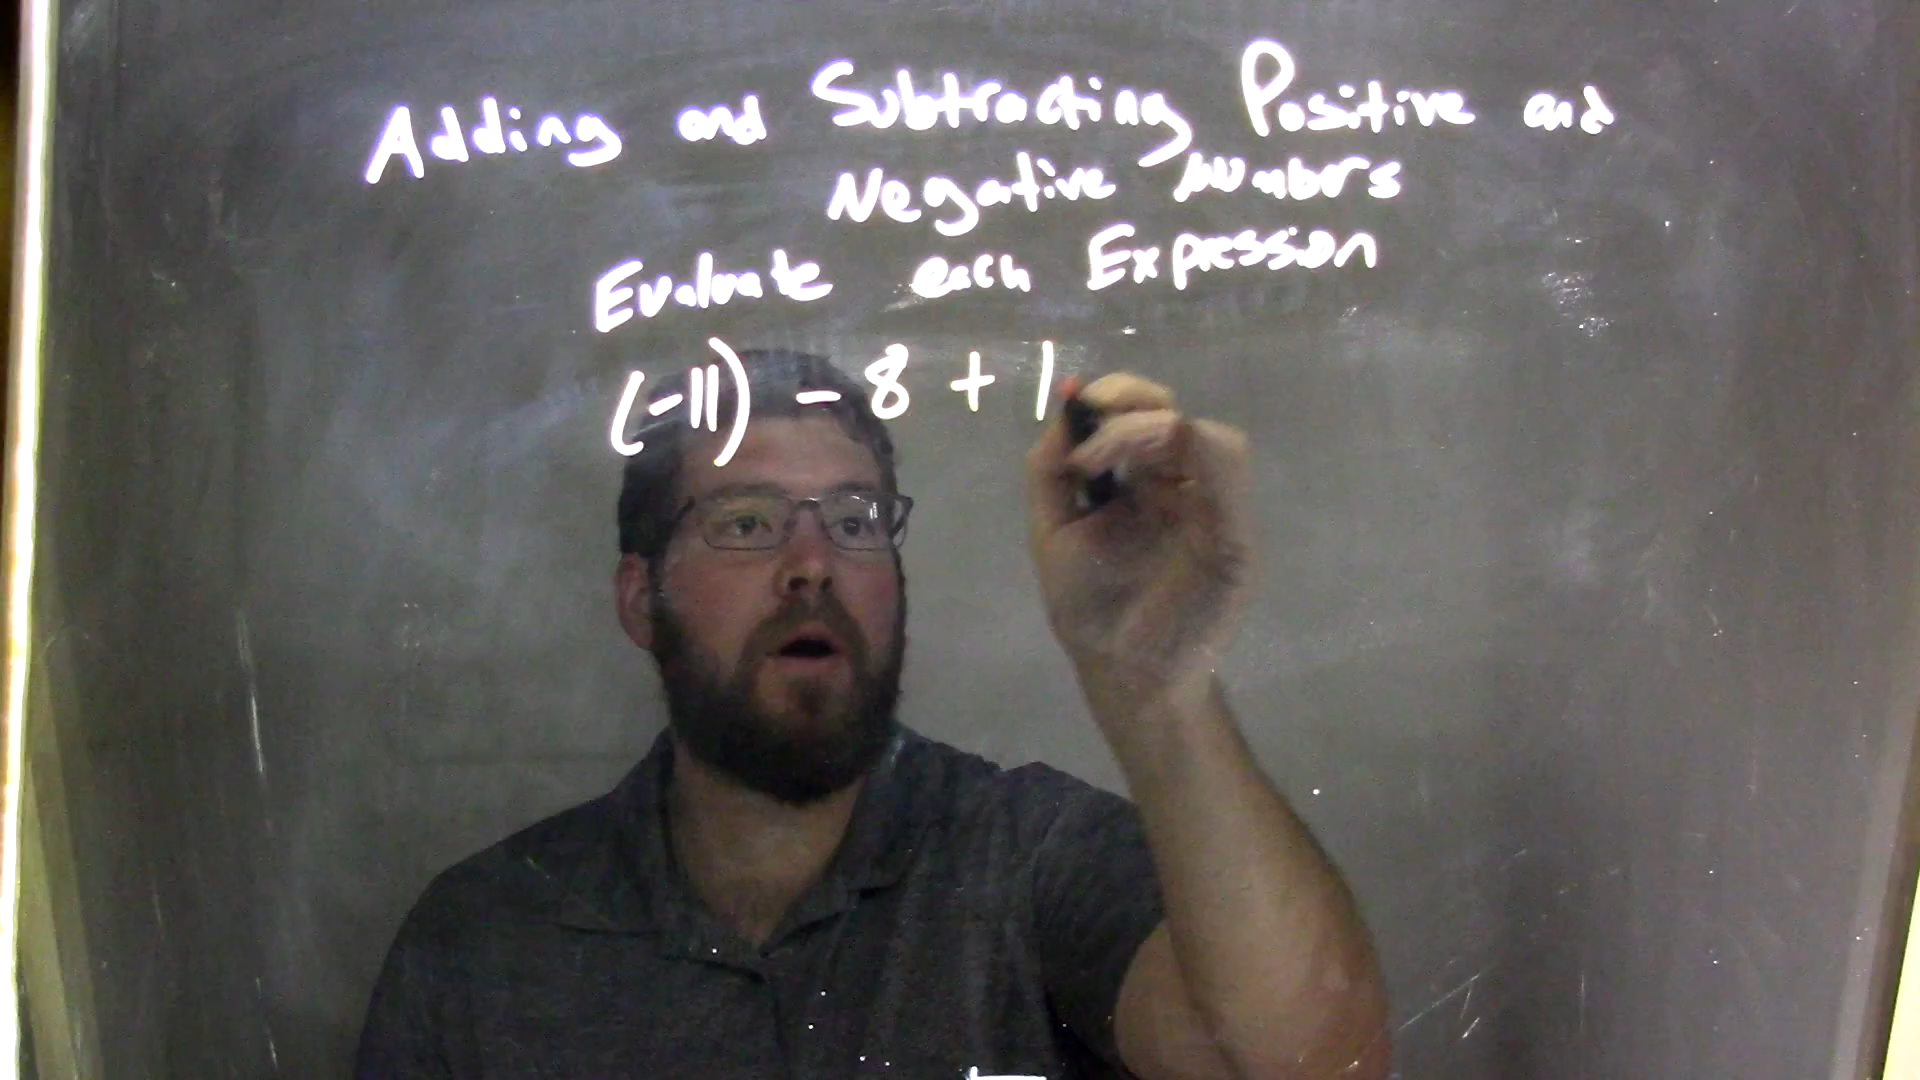 Adding and Subtracting Positive and
Negative Numbers
Evaluate each Expression
(-11) - 8 + 1